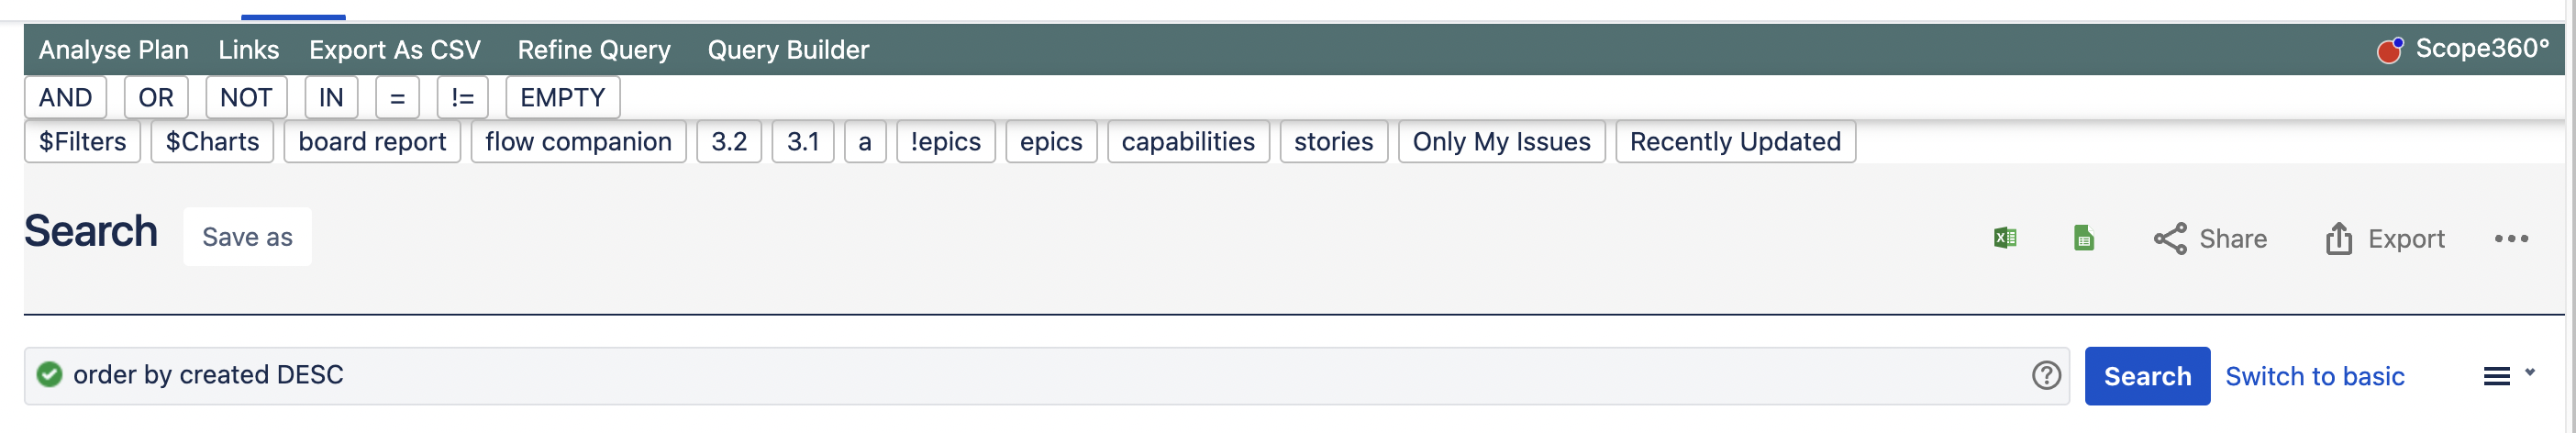 Analyse Plan Links Export As CSV Refine Query Query Builder Scope360°
AND OR NOT IN = != EMPTY
$Filters $Charts board report flow companion 3.2 3.1 a !epics epics capabilities stories Only My Issues Recently Updated
Search Save as Share Export
order by created DESC Search Switch to basic